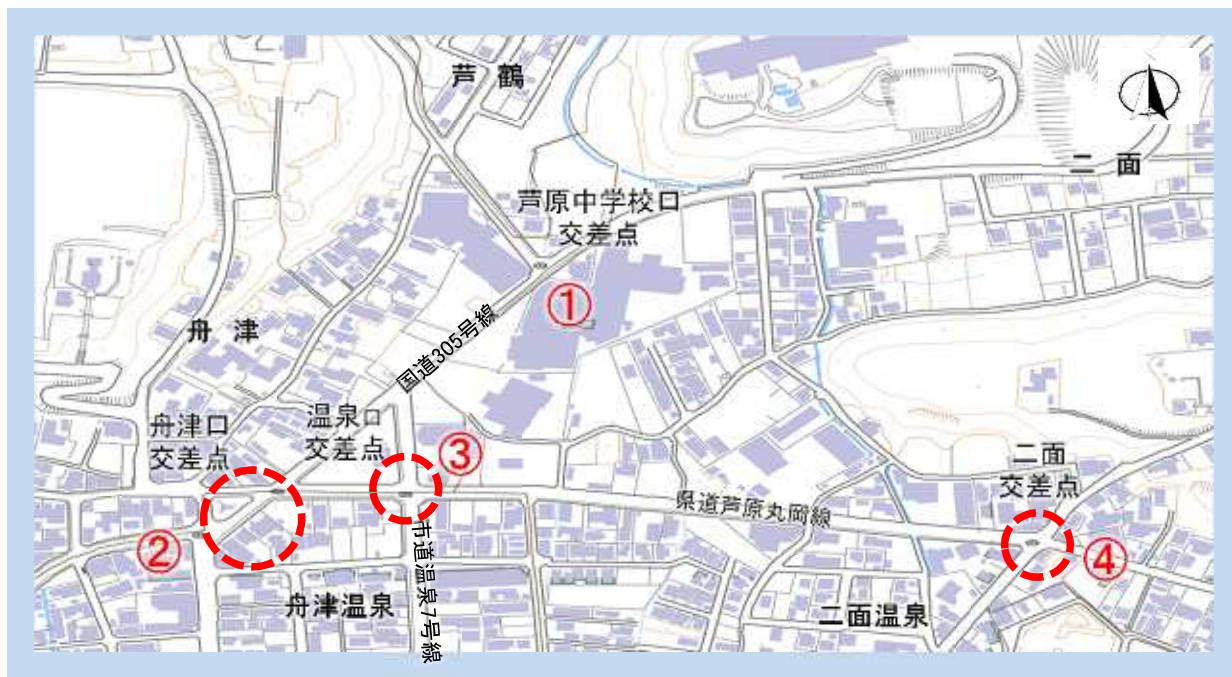 芦 鶴
二 面
芦原中学校口
交差点
①
国道305号線
舟 津
舟津口
交差点
温泉口
交差点
③
二面
交差点
県道芦原丸岡線
②
市道温泉7号線
④
舟津温泉
二面温泉